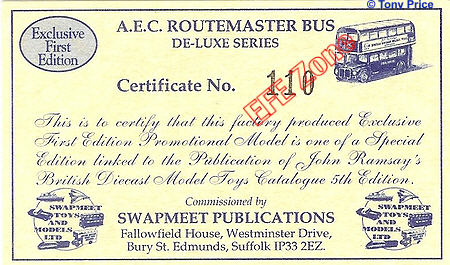 © Tony Price
Exclusive
First
Edition
A.E.C. ROUTEMASTER BUS
DE-LUXE SERIES
Certificate No. 110
EFE Zone
This is to certify that this factory produced Exclusive
First Edition Promotional Model is one of a Special
Edition linked to the Publication of John Ramsay's
British Diecast Model Toys Catalogue 5th Edition.
Commissioned by
SWAPMEET PUBLICATIONS
Fallowfield House, Westminster Drive,
Bury St. Edmunds, Suffolk IP33 2EZ.
SWAPMEET
TOYS
AND
MODELS
LTD
SWAPMEET
TOYS
AND
MODELS
LTD